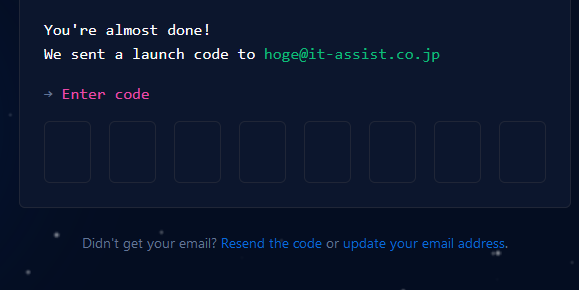 You're almost done!
We sent a launch code to hoge@it-assist.co.jp
→ Enter code
Didn't get your email? Resend the code or update your email address.